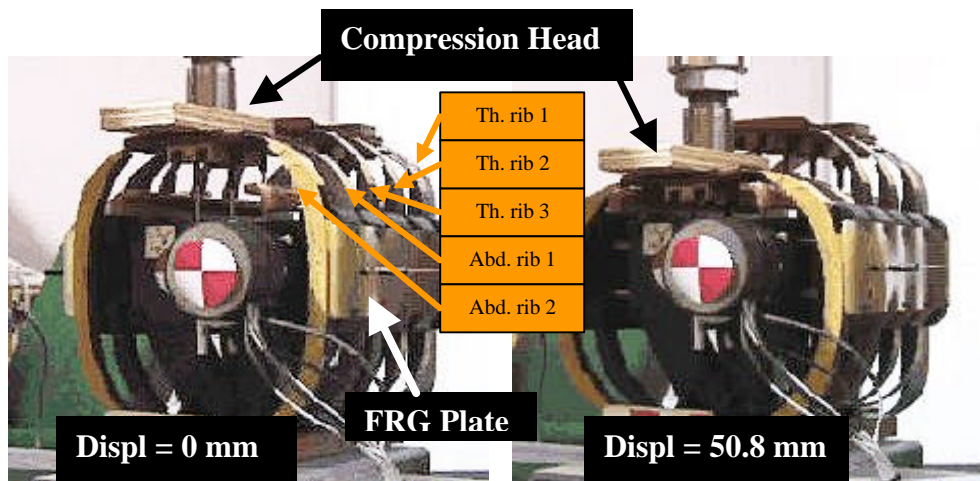 Compression Head
Th. rib 1
Th. rib 2
Th. rib 3
Abd. rib 1
Abd. rib 2
FRG Plate
Displ = 0 mm
Displ = 50.8 mm